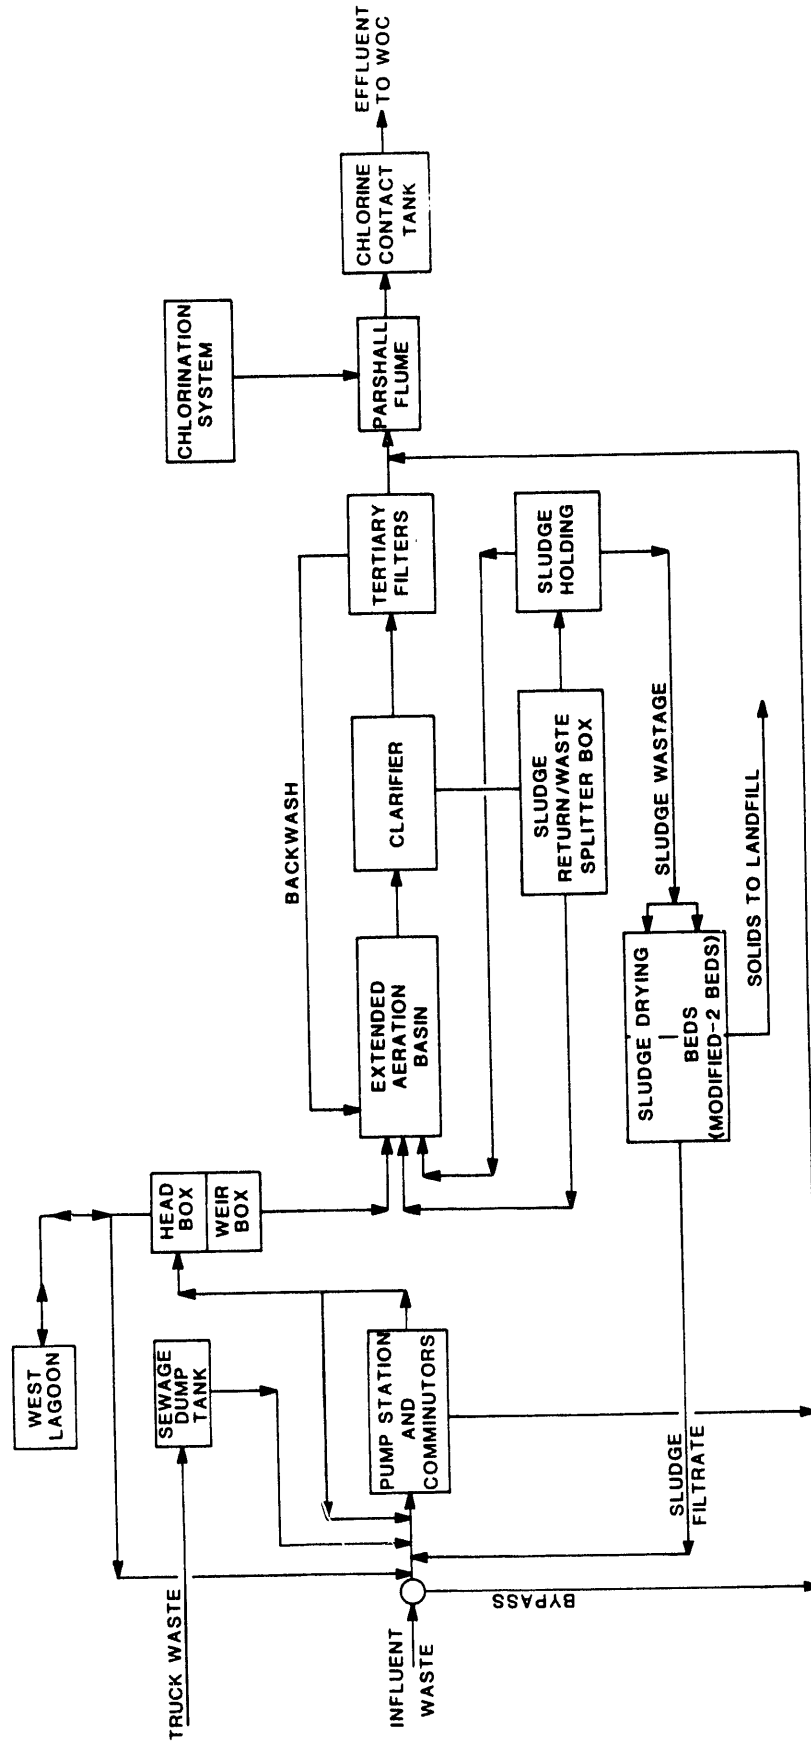 WEST
LAGOON
TRUCK WASTE
SEWAGE
DUMP
TANK
HEAD
BOX
WEIR
BOX
INFLUENT
WASTE
BYPASS
PUMP STATION
AND
COMMINUTORS
BACKWASH
EXTENDED
AERATION
BASIN
CLARIFIER
TERTIARY
FILTERS
CHLORINATION
SYSTEM
PARSHALL
FLUME
CHLORINE
CONTACT
TANK
EFFLUENT
TO WOC
SLUDGE
RETURN/WASTE
SPLITTER BOX
SLUDGE
HOLDING
SLUDGE WASTAGE
SLUDGE DRYING
BEDS
(MODIFIED-2 BEDS)
SOLIDS TO LANDFILL
SLUDGE
FILTRATE